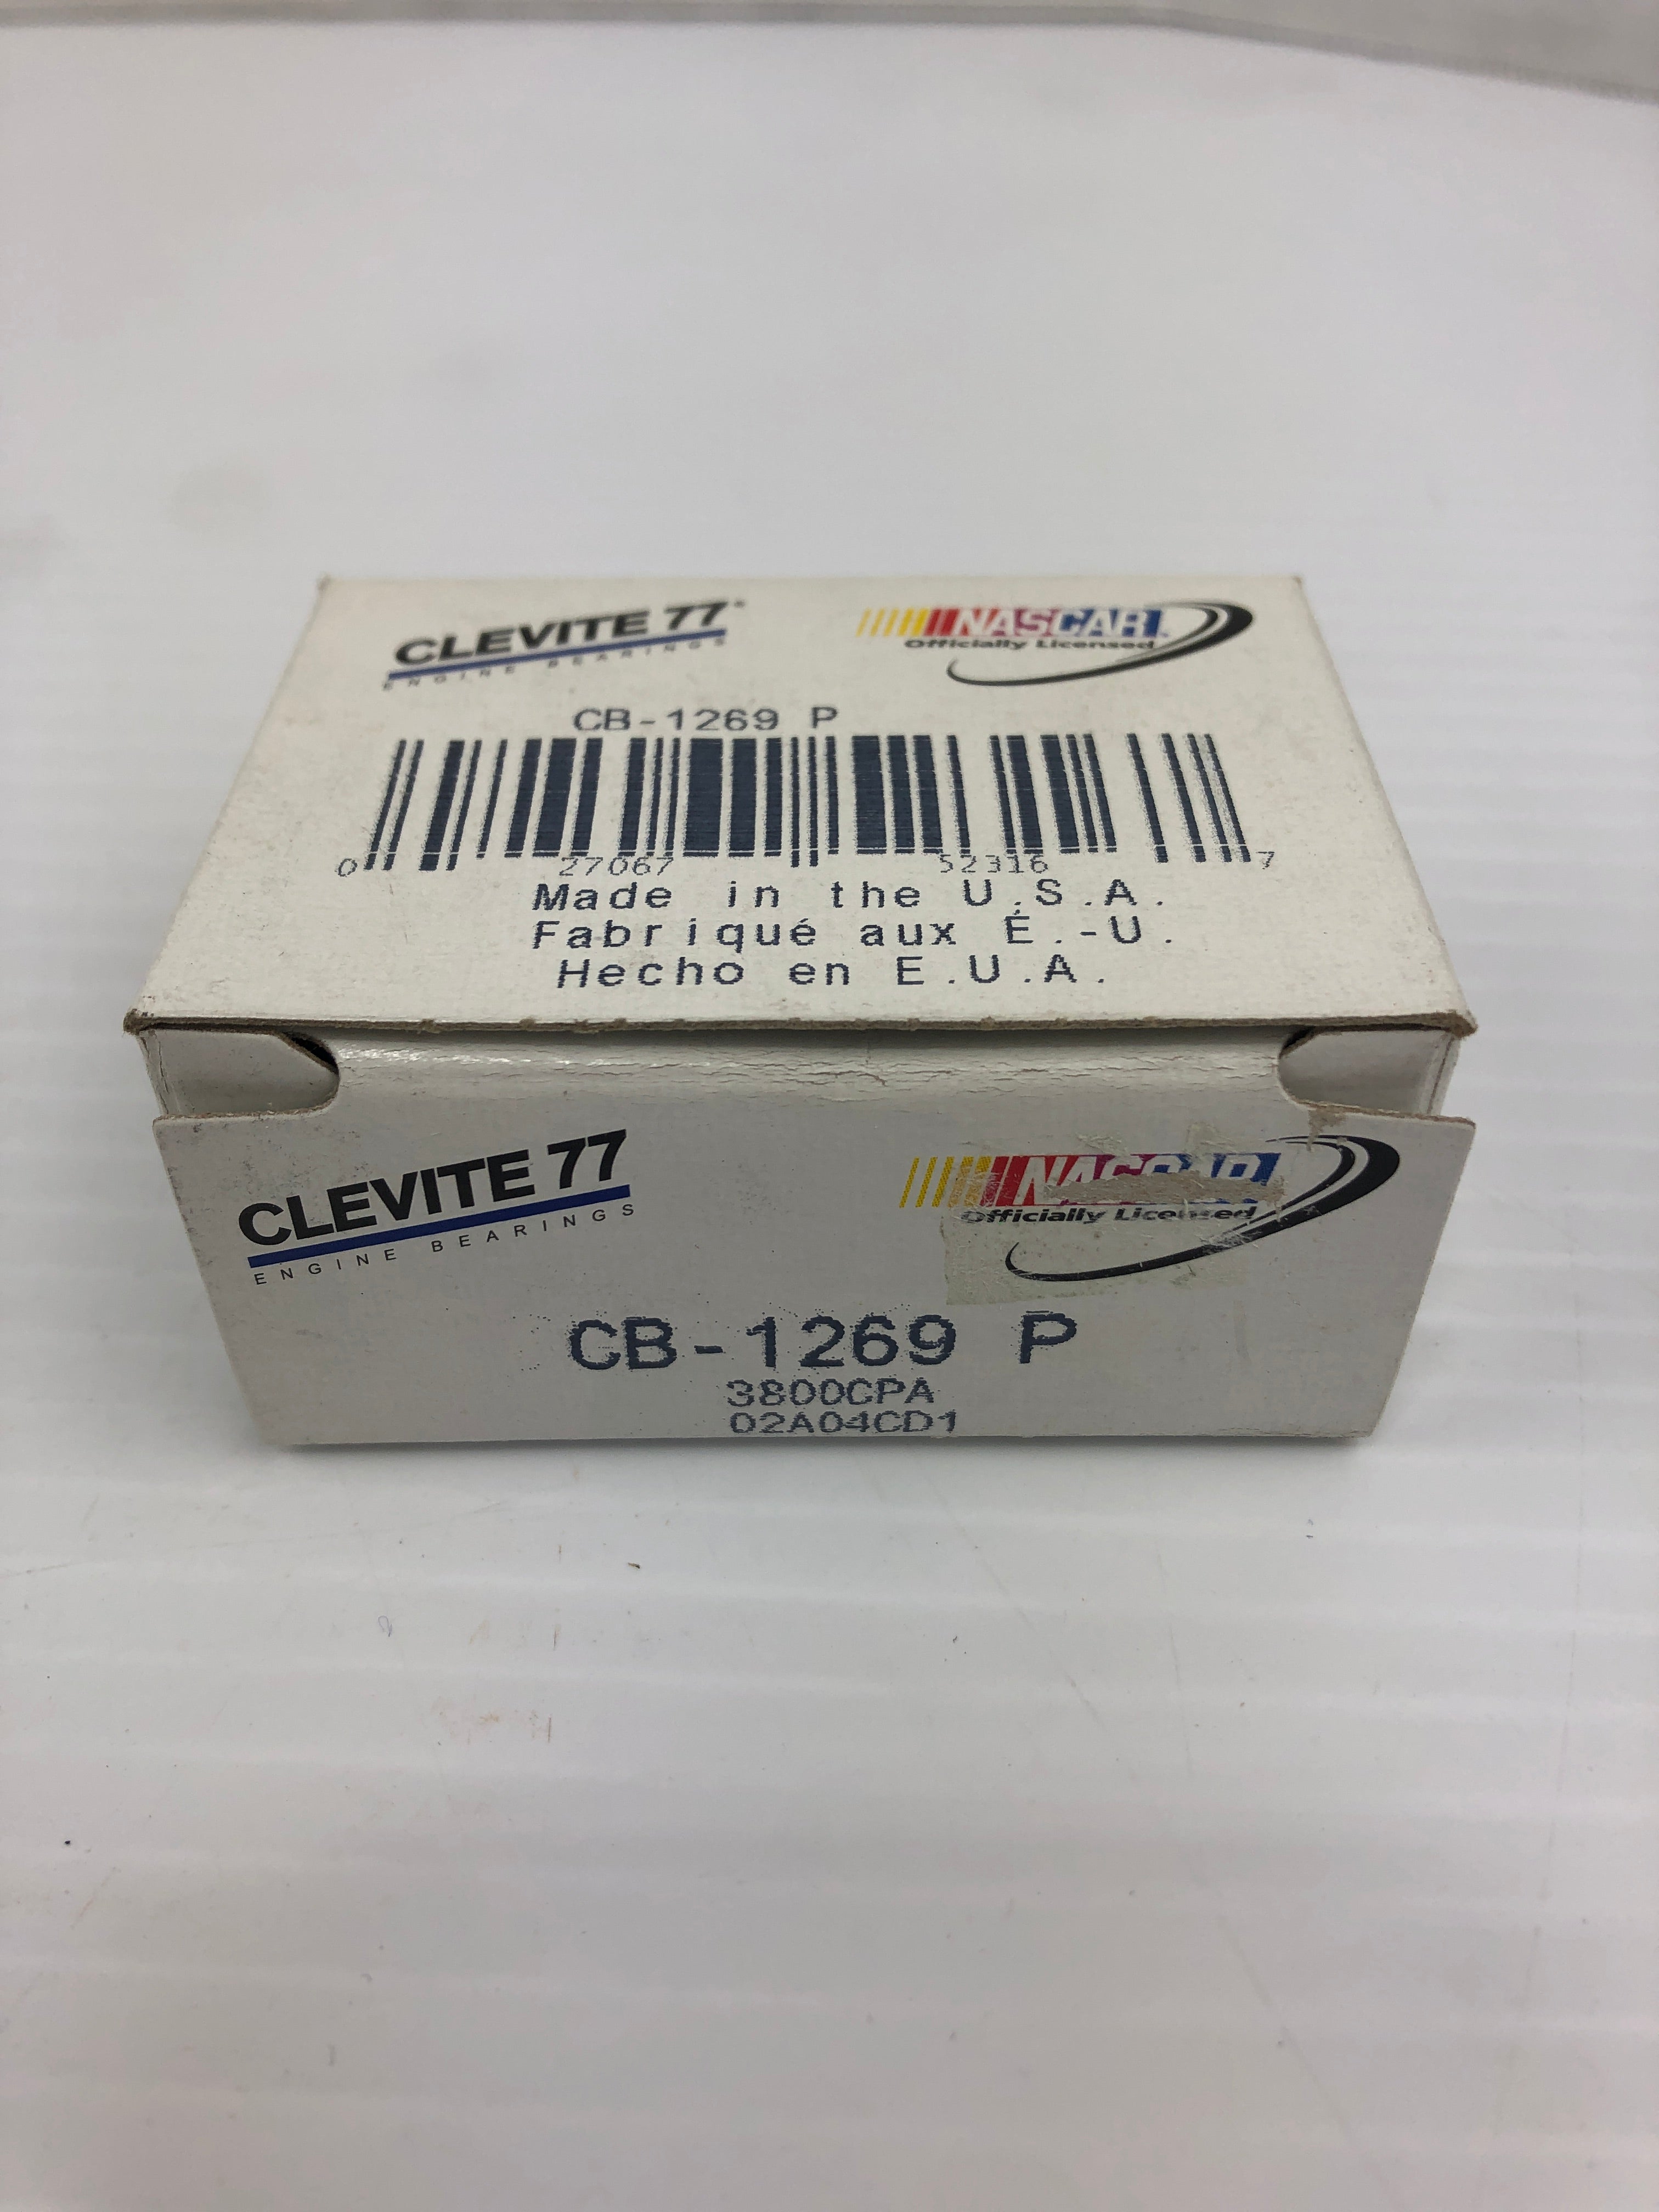 CLEVITE 77®
ENGINE BEARINGS
NASCAR
Officially Licensed
CB-1269 P
0 27067 52316 7
Made in the U.S.A.
Fabriqué aux É.-U.
Hecho en E.U.A.
CLEVITE 77
ENGINE BEARINGS
NASCAR
Officially Licensed
CB-1269 P
3800CPA
02A04CD1